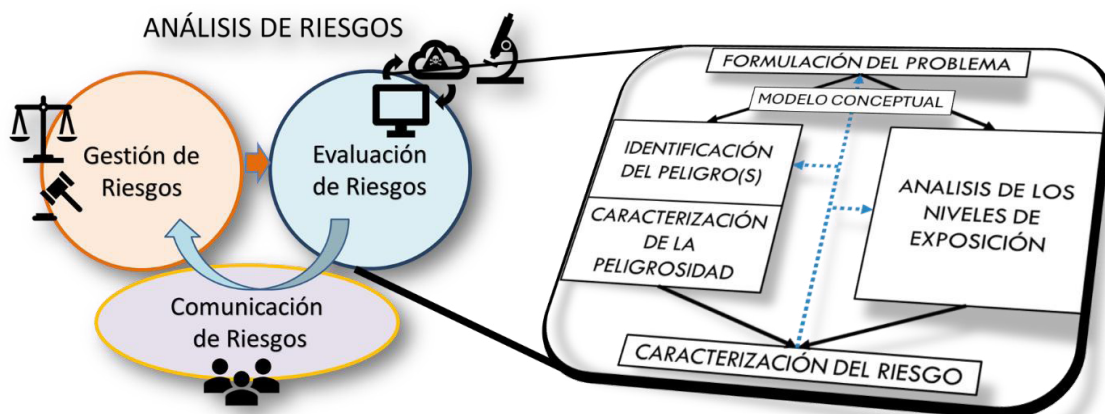 ANÁLISIS DE RIESGOS
Gestión de
Riesgos
Evaluación
de Riesgos
Comunicación
de Riesgos
FORMULACIÓN DEL PROBLEMA
MODELO CONCEPTUAL
IDENTIFICACIÓN
DEL PELIGRO(S)
CARACTERIZACIÓN
DE LA
PELIGROSIDAD
ANALISIS DE LOS
NIVELES DE
EXPOSICIÓN
CARACTERIZACIÓN DEL RIESGO